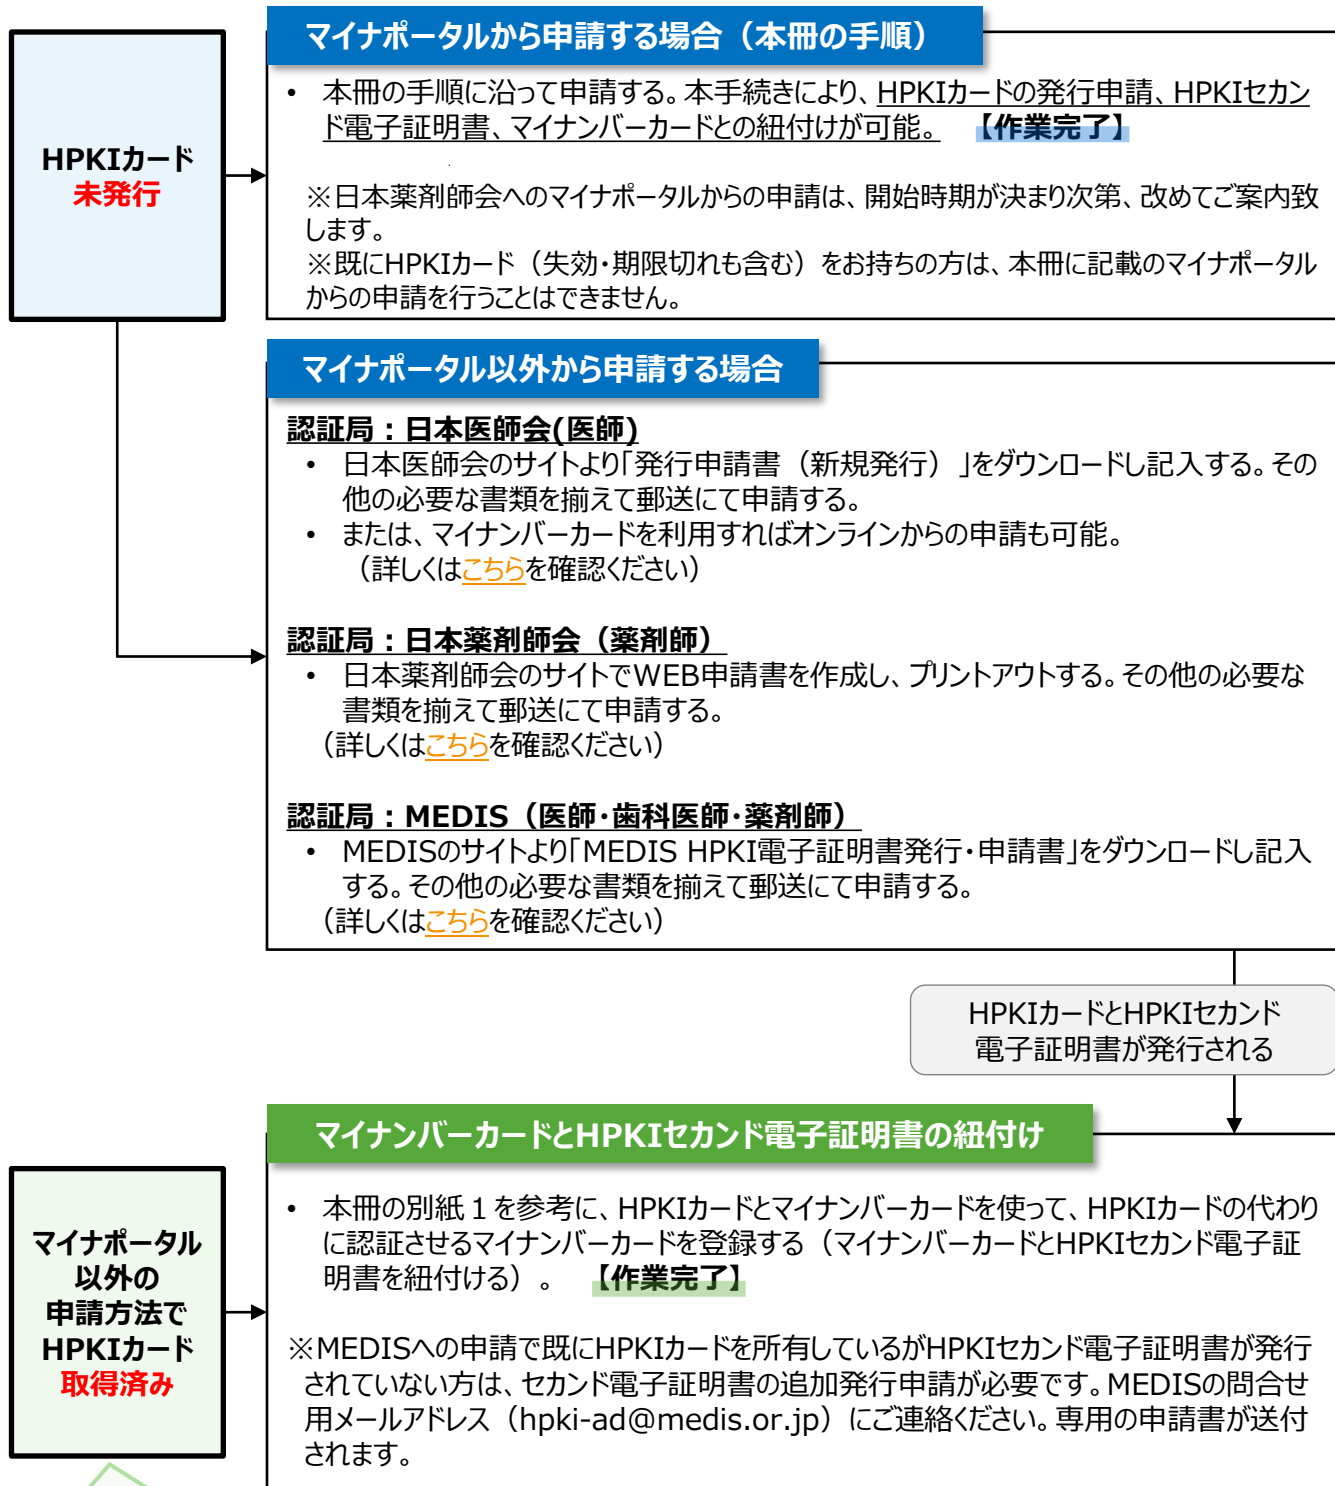 HPKIカード
未発行
マイナポータルから申請する場合（本冊の手順）
• 本冊の手順に沿って申請する。本手続きにより、HPKIカードの発行申請、HPKIセカン
ド電子証明書、マイナンバーカードとの紐付けが可能。 【作業完了】
※日本薬剤師会へのマイナポータルからの申請は、開始時期が決まり次第、改めてご案内致
します。
※既にHPKIカード（失効・期限切れも含む）をお持ちの方は、本冊に記載のマイナポータル
からの申請を行うことはできません。
マイナポータル以外から申請する場合
認証局：日本医師会(医師)
• 日本医師会のサイトより「発行申請書（新規発行）」をダウンロードし記入する。その
他の必要な書類を揃えて郵送にて申請する。
• または、マイナンバーカードを利用すればオンラインからの申請も可能。
（詳しくはこちらを確認ください）
認証局：日本薬剤師会（薬剤師）
• 日本薬剤師会のサイトでWEB申請書を作成し、プリントアウトする。その他の必要な
書類を揃えて郵送にて申請する。
（詳しくはこちらを確認ください）
認証局：MEDIS（医師・歯科医師・薬剤師）
• MEDISのサイトより「MEDIS HPKI電子証明書発行・申請書」をダウンロードし記入
する。その他の必要な書類を揃えて郵送にて申請する。
（詳しくはこちらを確認ください）
HPKIカードとHPKIセカンド
電子証明書が発行される
マイナポータル
以外の
申請方法で
HPKIカード
取得済み
マイナンバーカードとHPKIセカンド電子証明書の紐付け
• 本冊の別紙１を参考に、HPKIカードとマイナンバーカードを使って、HPKIカードの代わり
に認証させるマイナンバーカードを登録する（マイナンバーカードとHPKIセカンド電子証
明書を紐付ける）。 【作業完了】
※MEDISへの申請で既にHPKIカードを所有しているがHPKIセカンド電子証明書が発行
されていない方は、セカンド電子証明書の追加発行申請が必要です。MEDISの問合せ
用メールアドレス（hpki-ad@medis.or.jp）にご連絡ください。専用の申請書が送付
されます。